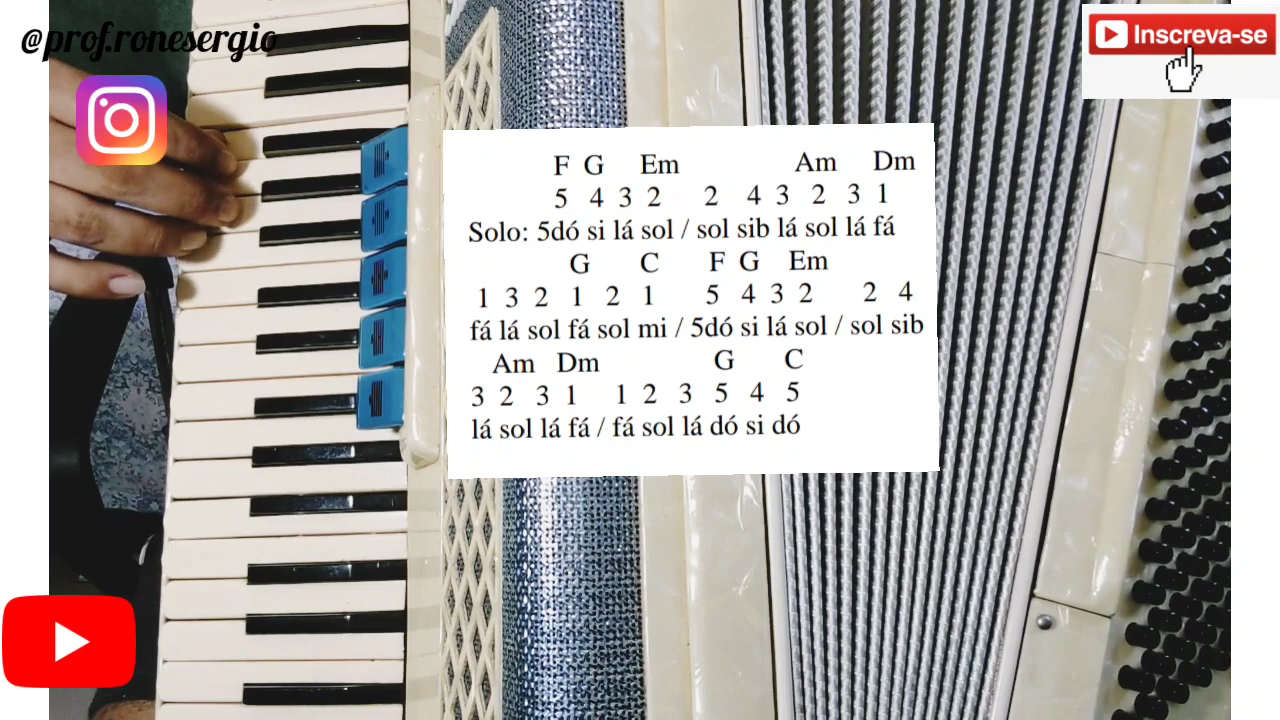 @prof.ronesergio
Inscreva-se
F G Em Am Dm
5 4 3 2 2 4 3 2 3 1
Solo: 5dó si lá sol / sol sib lá sol lá fá
G C F G Em
1 3 2 1 2 1 5 4 3 2 2 4
fá lá sol fá sol mi / 5dó si lá sol / sol sib
Am Dm G C
3 2 3 1 1 2 3 5 4 5
lá sol lá fá / fá sol lá dó si dó